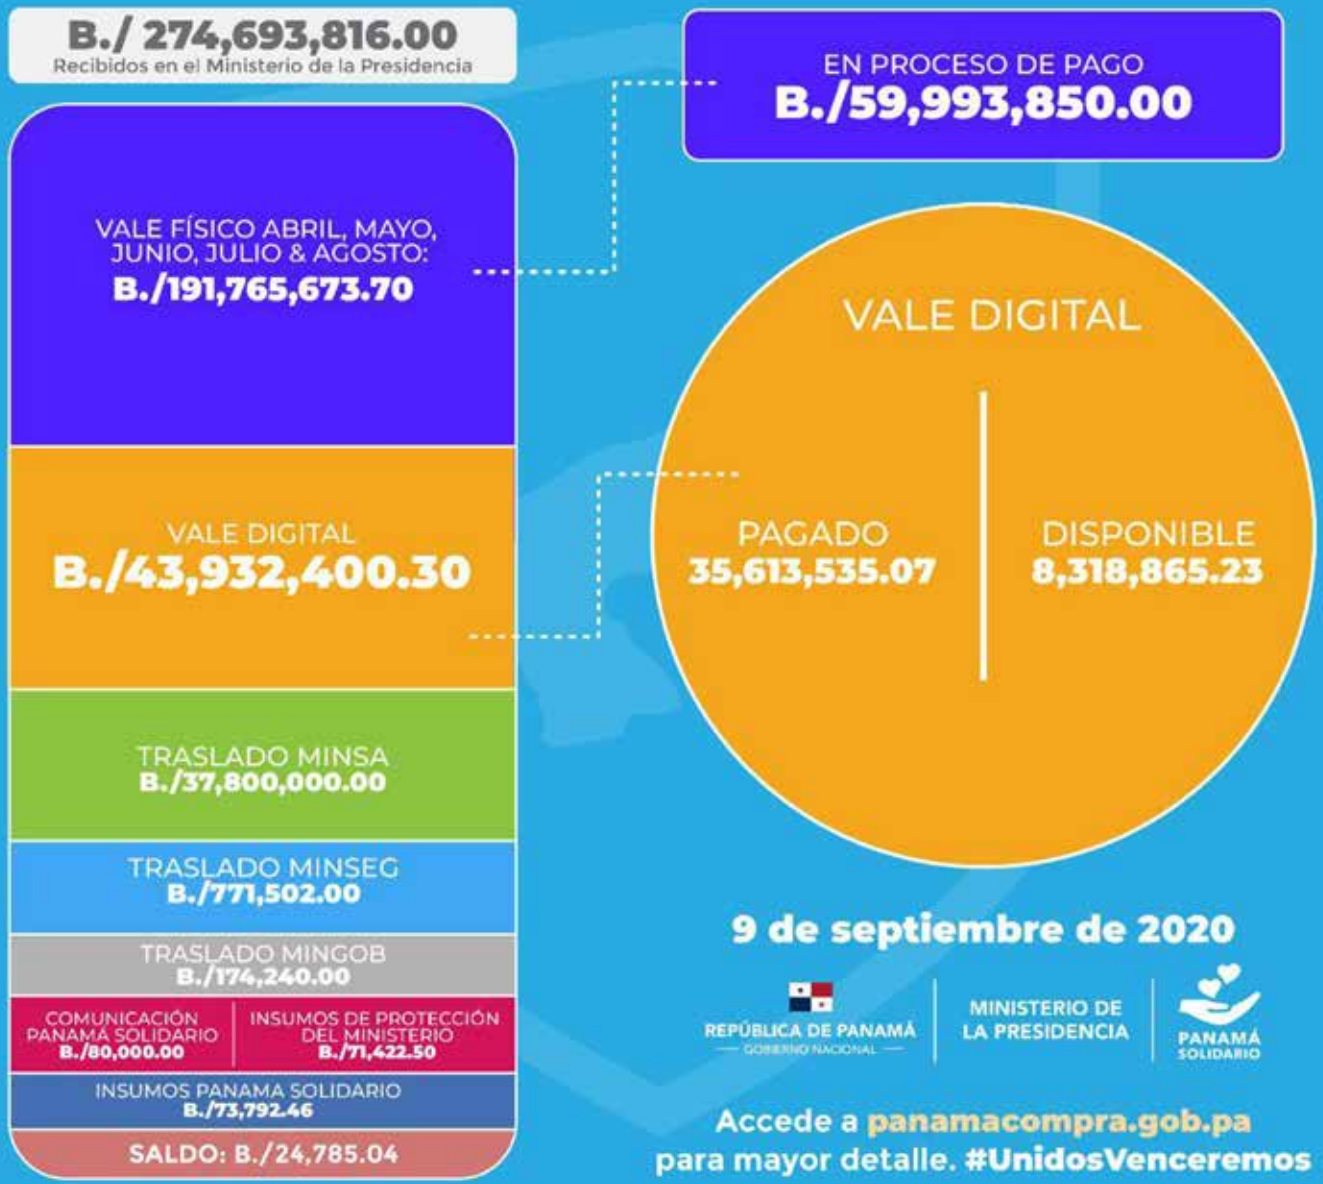 B./ 274,693,816.00
Recibidos en el Ministerio de la Presidencia
VALE FÍSICO ABRIL, MAYO,
JUNIO, JULIO & AGOSTO:
B./191,765,673.70
VALE DIGITAL
B./43,932,400.30
TRASLADO MINSA
B./37,800,000.00
TRASLADO MINSEG
B./771,502.00
TRASLADO MINGOB
B./174,240.00
COMUNICACIÓN
PANAMÁ SOLIDARIO
B./80,000.00
INSUMOS DE PROTECCIÓN
DEL MINISTERIO
B./71,422.50
INSUMOS PANAMA SOLIDARIO
B./73,792.46
SALDO: B./24,785.04
EN PROCESO DE PAGO
B./59,993,850.00
VALE DIGITAL
PAGADO
35,613,535.07
DISPONIBLE
8,318,865.23
9 de septiembre de 2020
REPÚBLICA DE PANAMÁ
GOBIERNO NACIONAL
MINISTERIO DE
LA PRESIDENCIA
PANAMÁ
SOLIDARIO
Accede a panamacompra.gob.pa
para mayor detalle. #UnidosVenceremos